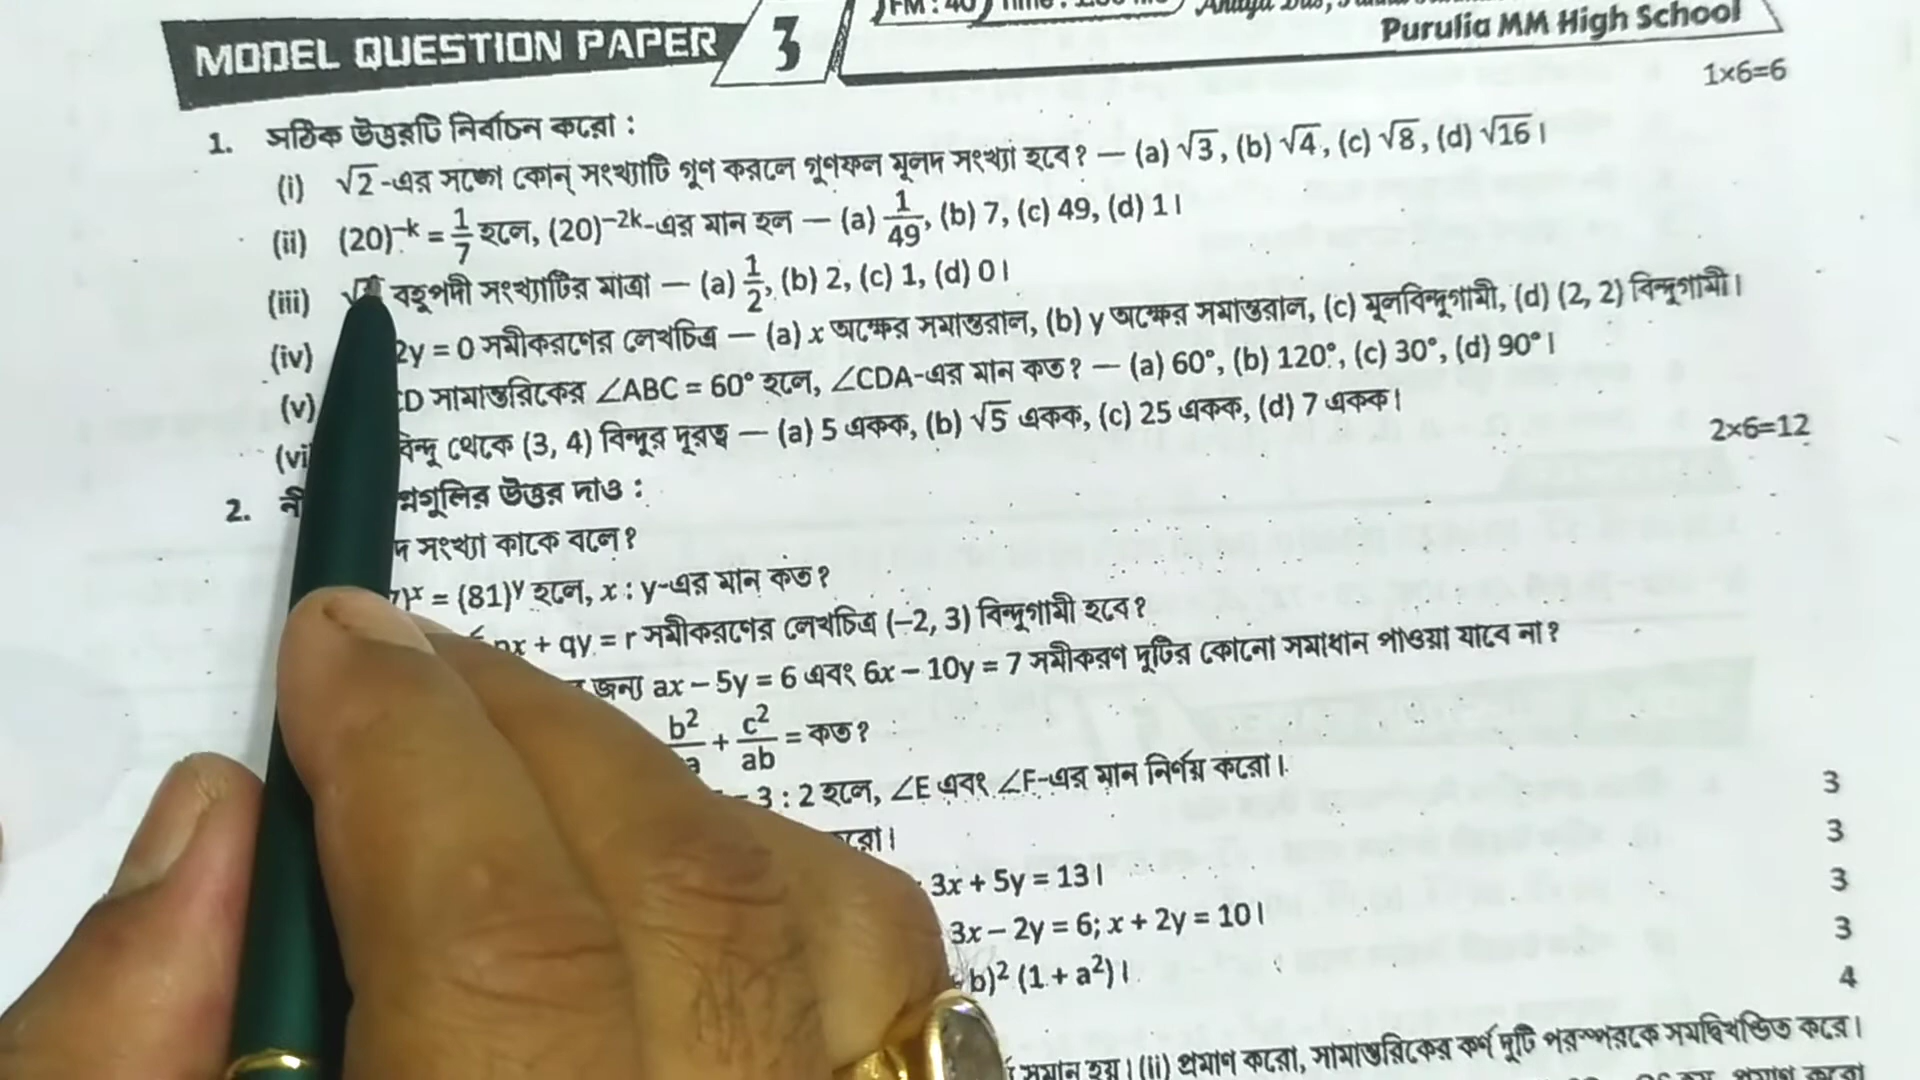 MODEL QUESTION PAPER 3
Purulia MM High School
1×6=6
1. সঠিক উত্তরটি নির্বাচন করো :
(i) √2-এর সঙ্গে কোন্ সংখ্যাটি গুণ করলে গুণফল মূলদ সংখ্যা হবে? — (a) √3, (b) √4, (c) √8, (d) √16।
(ii) (20)⁻ᵏ = 1/7 হলে, (20)⁻²ᵏ-এর মান হল — (a) 1/49, (b) 7, (c) 49, (d) 1।
(iii) বহুপদী সংখ্যাটির মাত্রা — (a) 1/2, (b) 2, (c) 1, (d) 0।
(iv) 2y = 0 সমীকরণের লেখচিত্র — (a) x অক্ষের সমান্তরাল, (b) y অক্ষের সমান্তরাল, (c) মূলবিন্দুগামী, (d) (2, 2) বিন্দুগামী।
(v) CD সামান্তরিকের ∠ABC = 60° হলে, ∠CDA-এর মান কত? — (a) 60°, (b) 120°, (c) 30°, (d) 90°।
(vi) বিন্দু থেকে (3, 4) বিন্দুর দূরত্ব — (a) 5 একক, (b) √5 একক, (c) 25 একক, (d) 7 একক।
2×6=12
2. উত্তর দাও :
সংখ্যা কাকে বলে?
= (81)ʸ হলে, x : y-এর মান কত?
px + qy = r সমীকরণের লেখচিত্র (–2, 3) বিন্দুগামী হবে?
জন্য ax – 5y = 6 এবং 6x – 10y = 7 সমীকরণ দুটির কোনো সমাধান পাওয়া যাবে না?
b² + c²/ab = কত?
3 : 2 হলে, ∠E এবং ∠F-এর মান নির্ণয় করো।
3
3
3x + 5y = 13।
3
3x – 2y = 6; x + 2y = 10।
3
b)² (1 + a²)।
4
সমান হয়। (ii) প্রমাণ করো, সামান্তরিকের কর্ণ দুটি পরস্পরকে সমদ্বিখণ্ডিত করে।